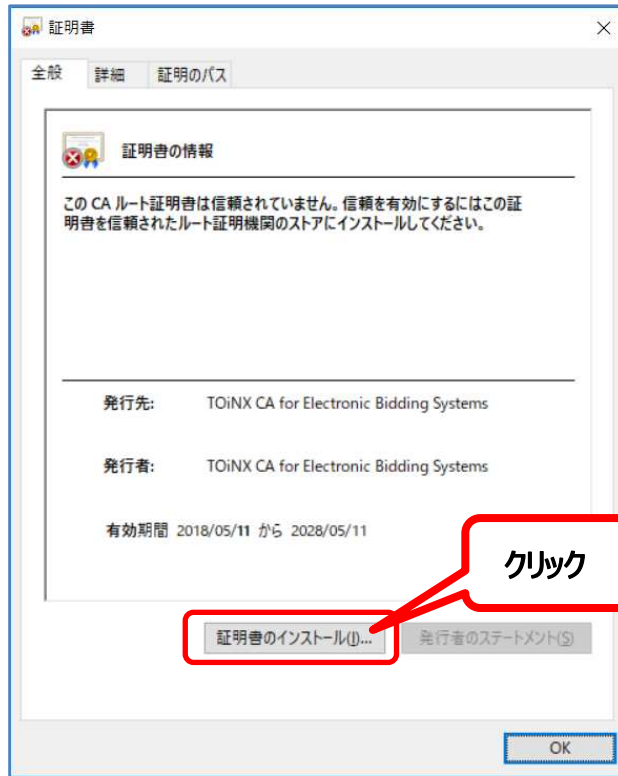 証明書
全般 詳細 証明のパス
証明書の情報
この CA ルート証明書は信頼されていません。信頼を有効にするにはこの証
明書を信頼されたルート証明機関のストアにインストールしてください。
発行先: TOiNX CA for Electronic Bidding Systems
発行者: TOiNX CA for Electronic Bidding Systems
有効期間 2018/05/11 から 2028/05/11
クリック
証明書のインストール(I)... 発行者のステートメント(S)
OK